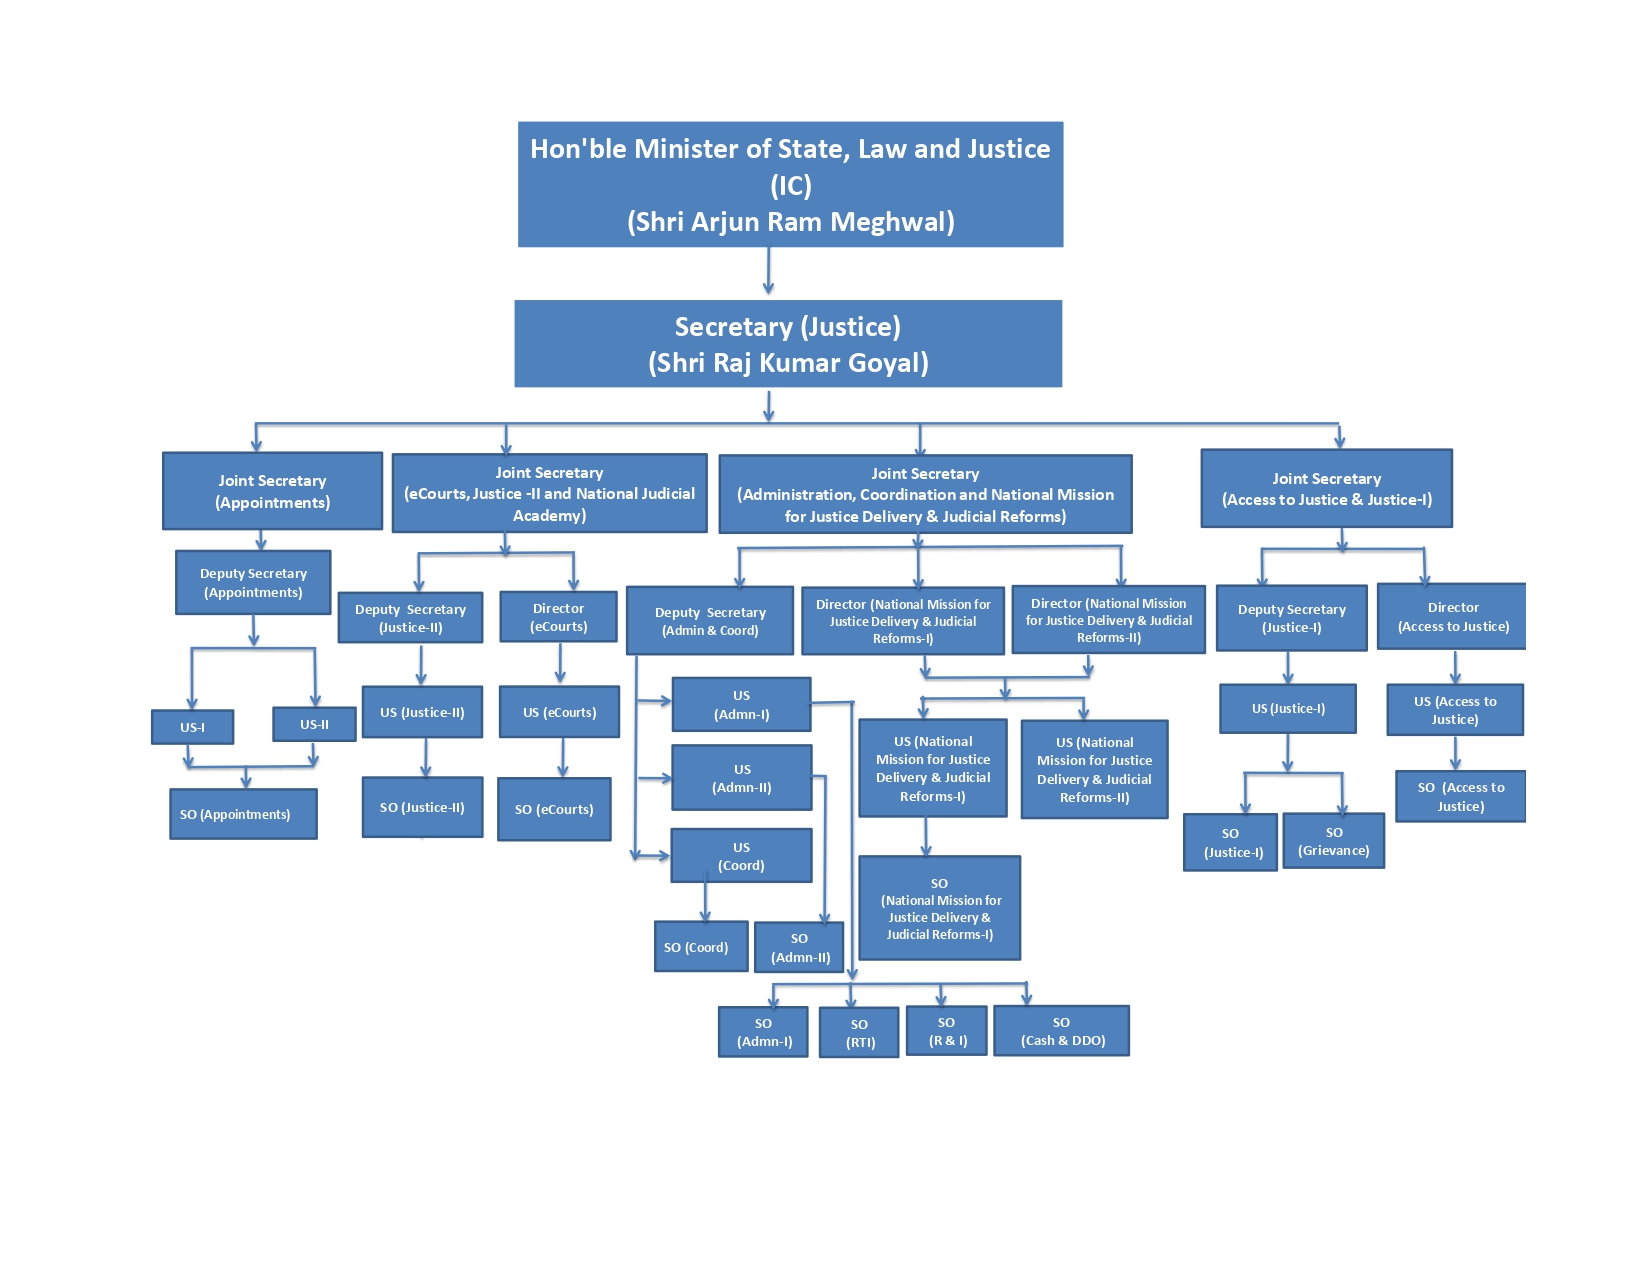 Hon'ble Minister of State, Law and Justice
(IC)
(Shri Arjun Ram Meghwal)
Secretary (Justice)
(Shri Raj Kumar Goyal)
Joint Secretary
(Appointments)
Joint Secretary
(eCourts, Justice -II and National Judicial
Academy)
Joint Secretary
(Administration, Coordination and National Mission
for Justice Delivery & Judicial Reforms)
Joint Secretary
(Access to Justice & Justice-I)
Deputy Secretary
(Appointments)
Deputy Secretary
(Justice-II)
Director
(eCourts)
Deputy Secretary
(Admin & Coord)
Director (National Mission for
Justice Delivery & Judicial
Reforms-I)
Director (National Mission
for Justice Delivery & Judicial
Reforms-II)
Deputy Secretary
(Justice-I)
Director
(Access to Justice)
US-I
US-II
US (Justice-II)
US (eCourts)
US
(Admn-I)
US
(Admn-II)
US
(Coord)
US (National
Mission for Justice
Delivery & Judicial
Reforms-I)
US (National
Mission for Justice
Delivery & Judicial
Reforms-II)
US (Justice-I)
US (Access to
Justice)
SO (Appointments)
SO (Justice-II)
SO (eCourts)
SO
(National Mission for
Justice Delivery &
Judicial Reforms-I)
SO
(Justice-I)
SO
(Grievance)
SO (Access to
Justice)
SO (Coord)
SO
(Admn-II)
SO
(Admn-I)
SO
(RTI)
SO
(R & I)
SO
(Cash & DDO)